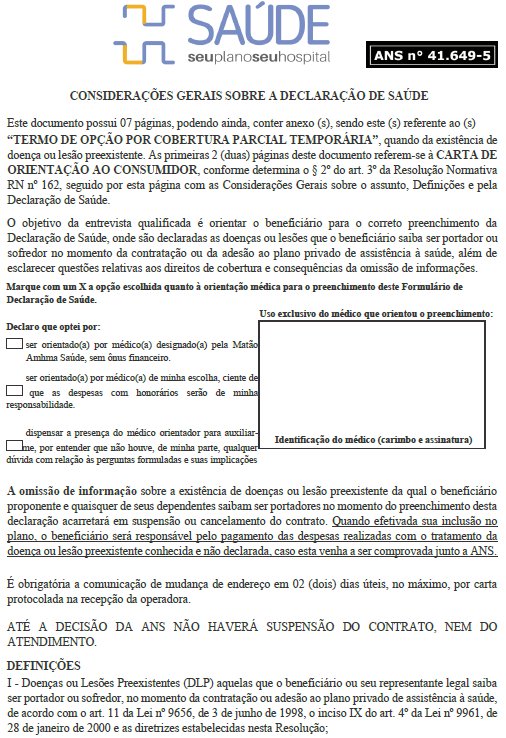 SAÚDE
seuplanoseuhospital
ANS nº 41.649-5
CONSIDERAÇÕES GERAIS SOBRE A DECLARAÇÃO DE SAÚDE
Este documento possui 07 páginas, podendo ainda, conter anexo (s), sendo este (s) referente ao (s)
“TERMO DE OPÇÃO POR COBERTURA PARCIAL TEMPORÁRIA”, quando da existência de
doença ou lesão preexistente. As primeiras 2 (duas) páginas deste documento referem-se à CARTA DE
ORIENTAÇÃO AO CONSUMIDOR, conforme determina o § 2º do art. 3º da Resolução Normativa
RN nº 162, seguido por esta página com as Considerações Gerais sobre o assunto, Definições e pela
Declaração de Saúde.
O objetivo da entrevista qualificada é orientar o beneficiário para o correto preenchimento da
Declaração de Saúde, onde são declaradas as doenças ou lesões que o beneficiário saiba ser portador ou
sofredor no momento da contratação ou da adesão ao plano privado de assistência à saúde, além de
esclarecer questões relativas aos direitos de cobertura e consequências da omissão de informações.
Marque com um X a opção escolhida quanto à orientação médica para o preenchimento deste Formulário de
Declaração de Saúde.
Uso exclusivo do médico que orientou o preenchimento:
Declaro que optei por:
ser orientado(a) por médico(a) designado(a) pela Matão
Amhma Saúde, sem ônus financeiro.
ser orientado(a) por médico(a) de minha escolha, ciente de
que as despesas com honorários serão de minha
responsabilidade.
dispensar a presença do médico orientador para auxiliar-
me, por entender que não houve, de minha parte, qualquer
dúvida com relação às perguntas formuladas e suas implicações
Identificação do médico (carimbo e assinatura)
A omissão de informação sobre a existência de doenças ou lesão preexistente da qual o beneficiário
proponente e quaisquer de seus dependentes saibam ser portadores no momento do preenchimento desta
declaração acarretará em suspensão ou cancelamento do contrato. Quando efetivada sua inclusão no
plano, o beneficiário será responsável pelo pagamento das despesas realizadas com o tratamento da
doença ou lesão preexistente conhecida e não declarada, caso esta venha a ser comprovada junto a ANS.
É obrigatória a comunicação de mudança de endereço em 02 (dois) dias úteis, no máximo, por carta
protocolada na recepção da operadora.
ATÉ A DECISÃO DA ANS NÃO HAVERÁ SUSPENSÃO DO CONTRATO, NEM DO
ATENDIMENTO.
DEFINIÇÕES
I - Doenças ou Lesões Preexistentes (DLP) aquelas que o beneficiário ou seu representante legal saiba
ser portador ou sofredor, no momento da contratação ou adesão ao plano privado de assistência à saúde,
de acordo com o art. 11 da Lei nº 9656, de 3 de junho de 1998, o inciso IX do art. 4º da Lei nº 9961, de
28 de janeiro de 2000 e as diretrizes estabelecidas nesta Resolução;